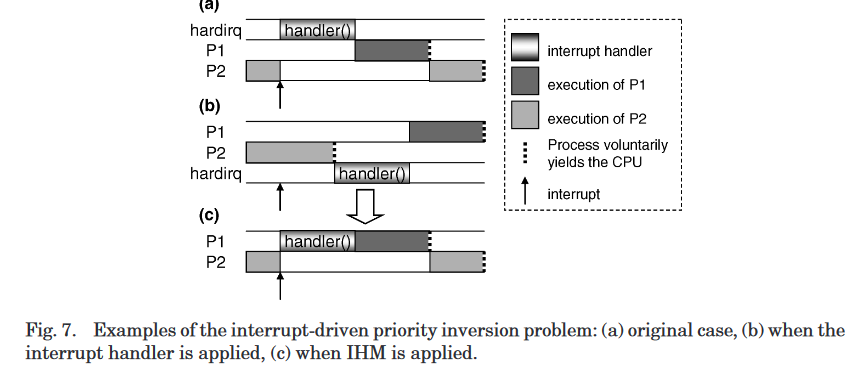 (a)
hardirq handler()
P1
P2
(b)
P1
P2
hardirq handler()
(c)
P1 handler()
P2
interrupt handler
execution of P1
execution of P2
Process voluntarily
yields the CPU
interrupt
Fig. 7. Examples of the interrupt-driven priority inversion problem: (a) original case, (b) when the
interrupt handler is applied, (c) when IHM is applied.